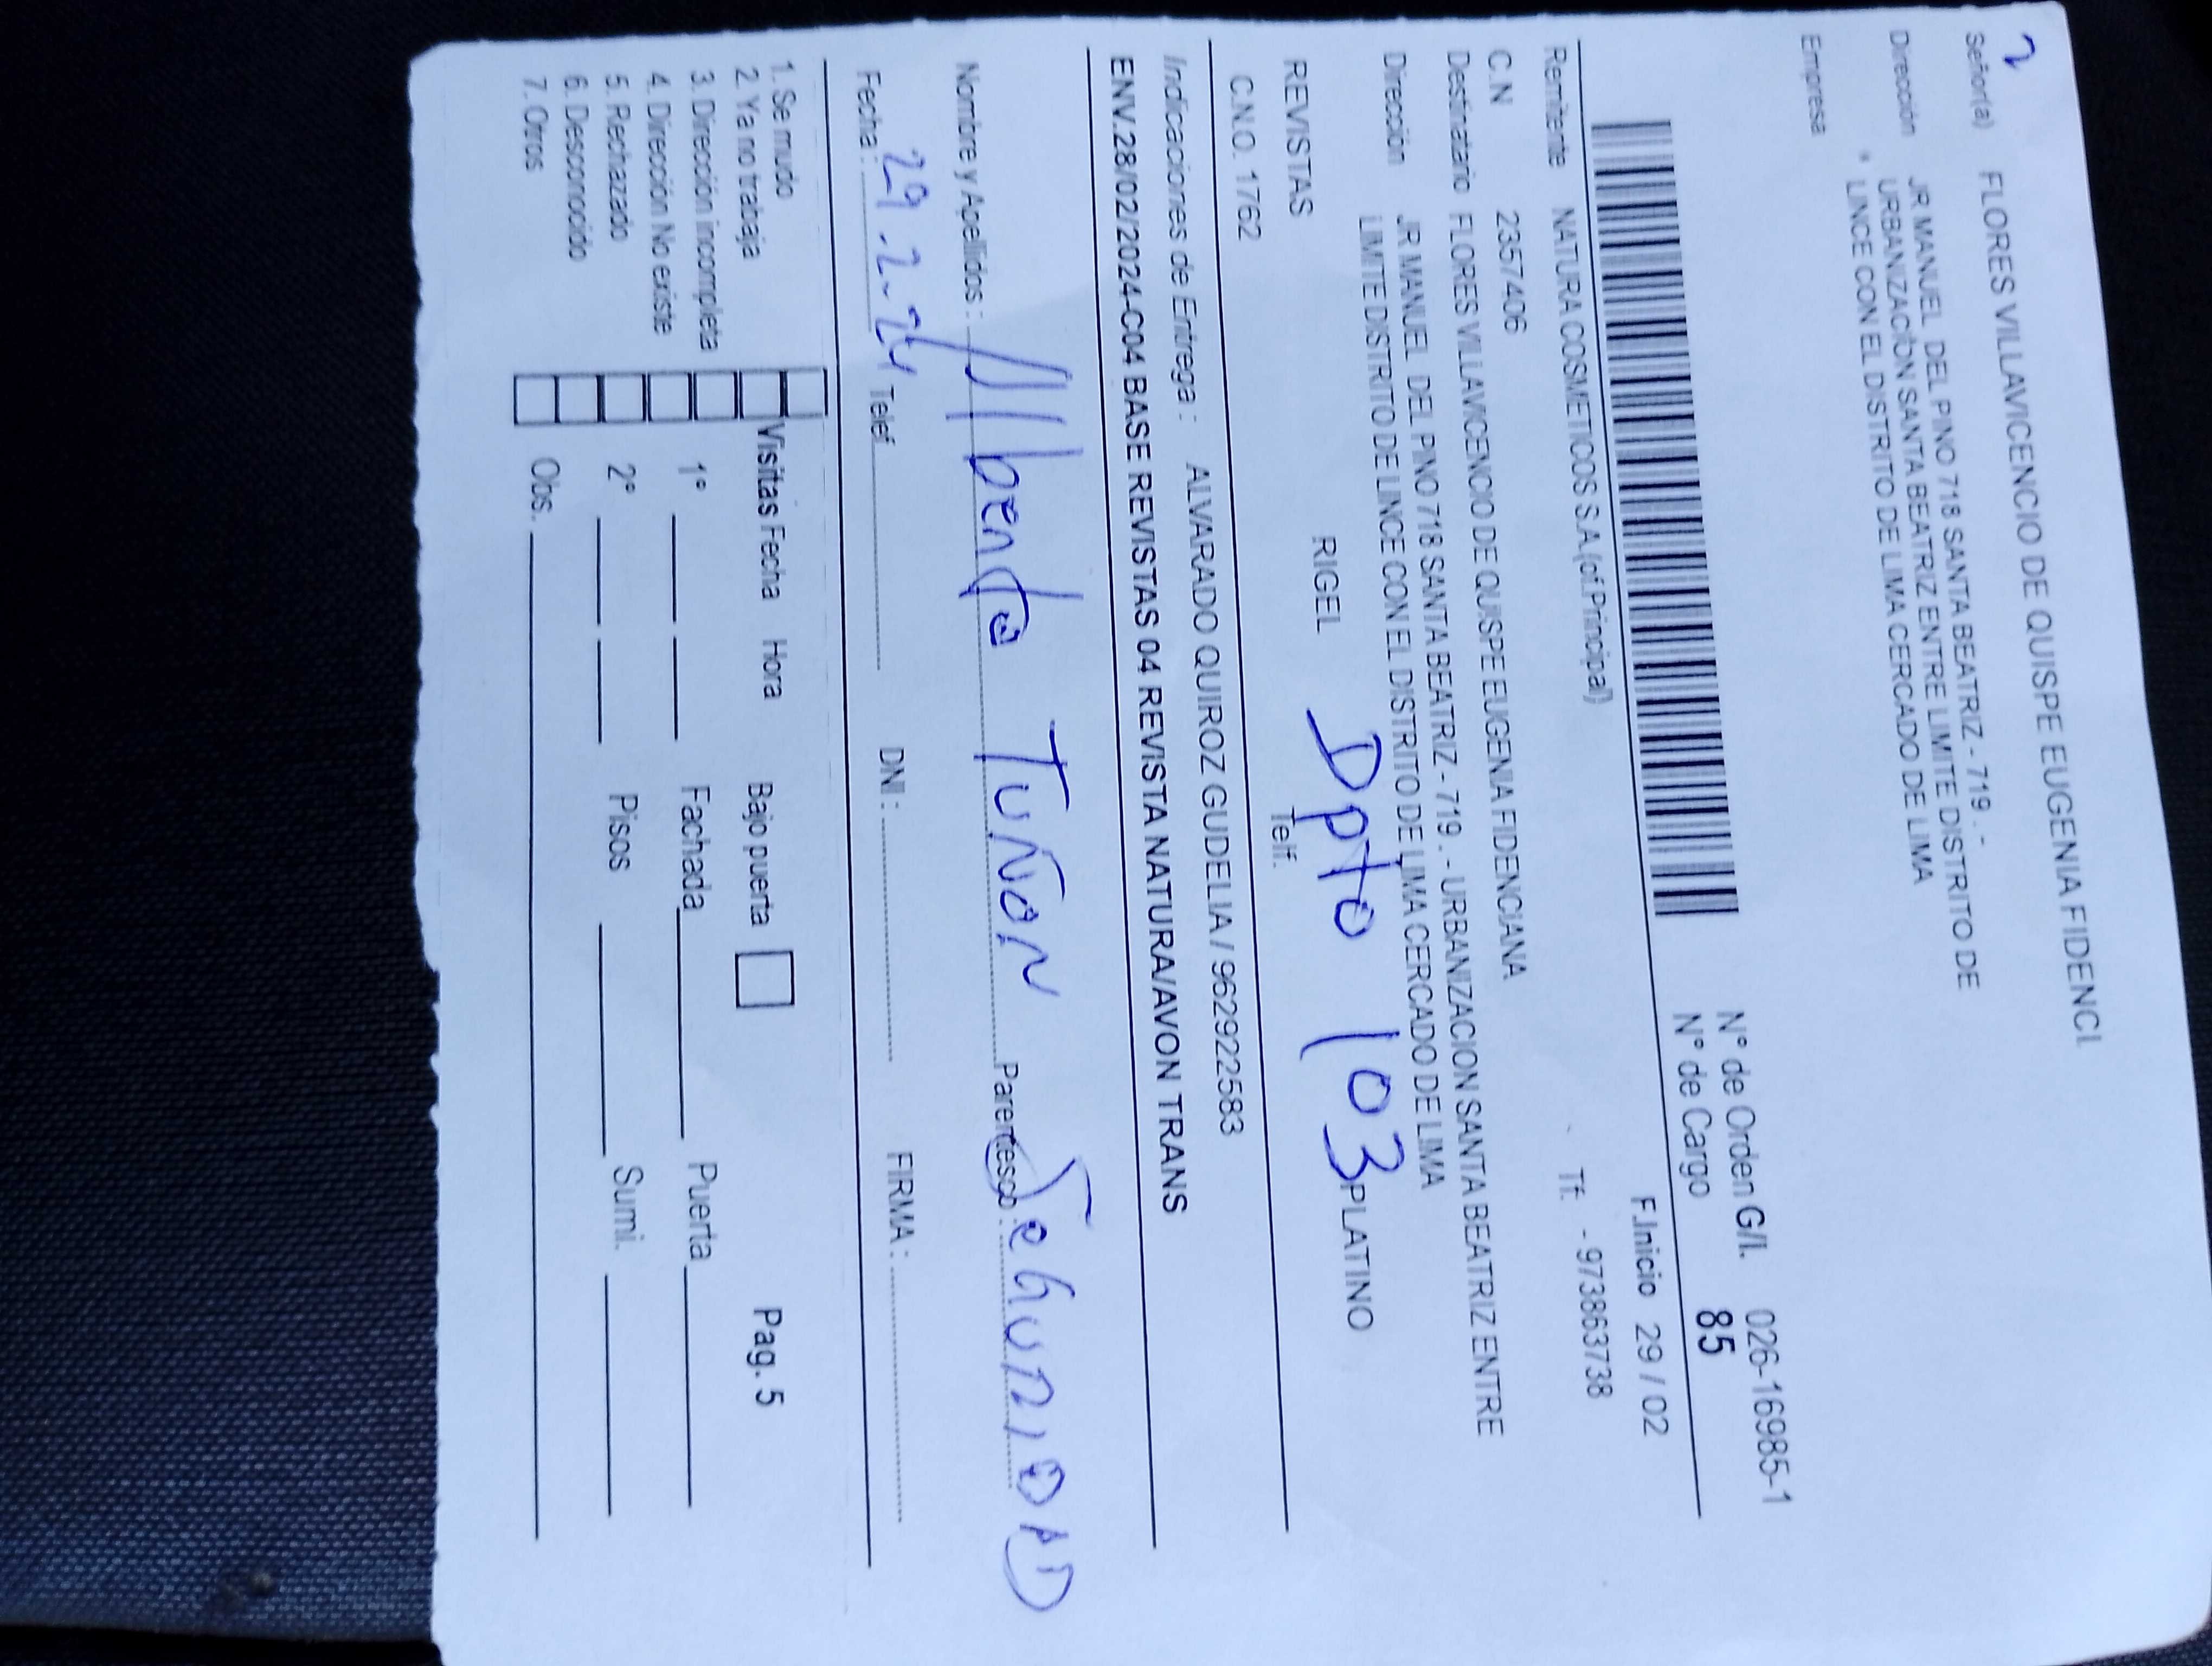 2
Señor(a) FLORES VILLAVICENCIO DE QUISPE EUGENIA FIDENCI
Dirección JR MANUEL DEL PINO 718 SANTA BEATRIZ - 719 . -
URBANIZACIÓN SANTA BEATRIZ ENTRE LIMITE DISTRITO DE
LINCE CON EL DISTRITO DE LIMA CERCADO DE LIMA
Empresa
N° de Orden G/I. 026-16985-1
N° de Cargo 85
F.Inicio 29 / 02
Remitente NATURA COSMETICOS S.A.(of.Principal) Tf: - 973863738
C.N 2357406
Destinatario FLORES VILLAVICENCIO DE QUISPE EUGENIA FIDENCIANA
Dirección JR MANUEL DEL PINO 718 SANTA BEATRIZ - 719 . - URBANIZACION SANTA BEATRIZ ENTRE
LIMITE DISTRITO DE LINCE CON EL DISTRITO DE LIMA CERCADO DE LIMA
Dpto 103
REVISTAS RIGEL PLATINO
Telf.
C.N.O. 1762
Indicaciones de Entrega : ALVARADO QUIROZ GUDELIA / 962922583
ENV.28/02/2024-C04 BASE REVISTAS 04 REVISTA NATURA/AVON TRANS
Nombre y Apellidos : Tuñon Parentesco :
Fecha : 29.2.24 Telef DNI : FIRMA :
1. Se mudo
2. Ya no trabaja
3. Dirección incompleta
4. Dirección No existe
5. Rechazado
6. Desconocido
7. Otros
Visitas Fecha Hora Bajo puerta Pag. 5
1° Fachada Puerta
2° Pisos Sumi.
Obs.